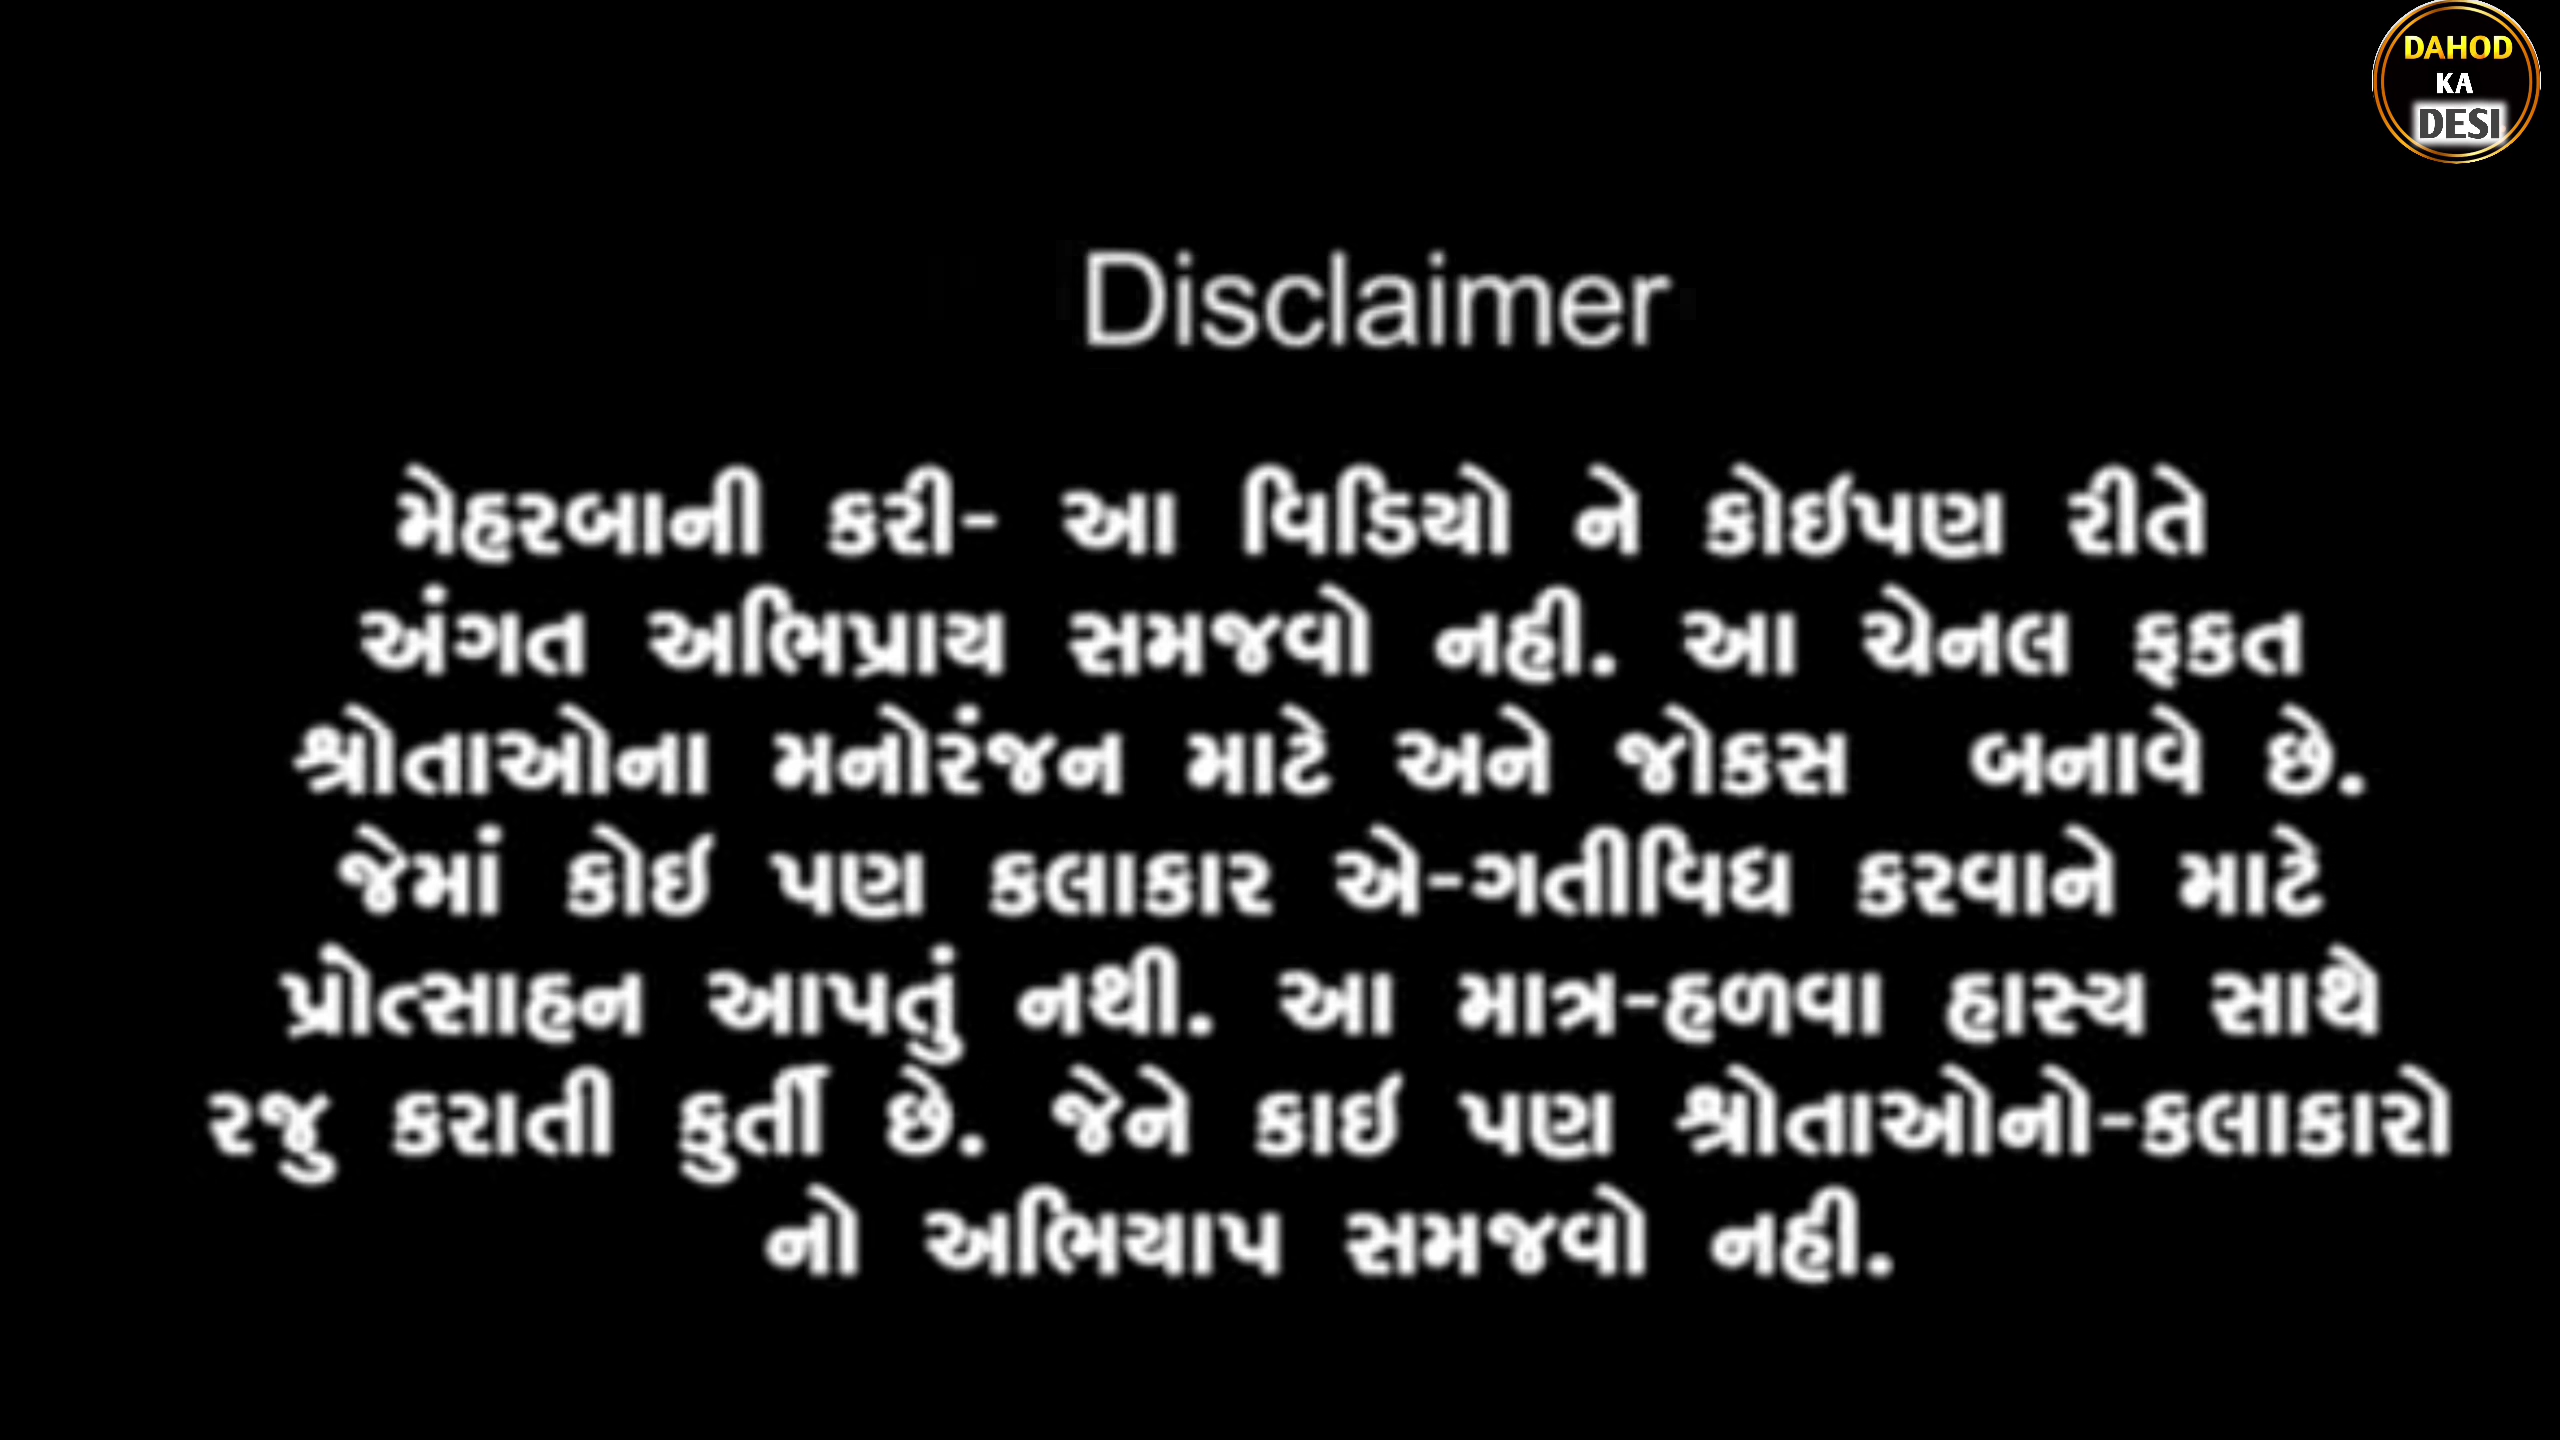 DAHOD
KA
DESI
Disclaimer
મેહરબાની કરી- આ વિડિયો ને કોઈપણ રીતે
અંગત અભિપ્રાય સમજવો નહી. આ ચેનલ ફકત
શ્રોતાઓના મનોરંજન માટે અને જોકસ બનાવે છે.
જેમાં કોઈ પણ કલાકાર એ-ગતીવિધ કરવાને માટે
પ્રોત્સાહન આપતું નથી. આ માત્ર-હળવા હાસ્ય સાથે
રજુ કરાતી કુર્તી છે. જેને કાઈ પણ શ્રોતાઓનો-કલાકારો
નો અભિયાપ સમજવો નહી.